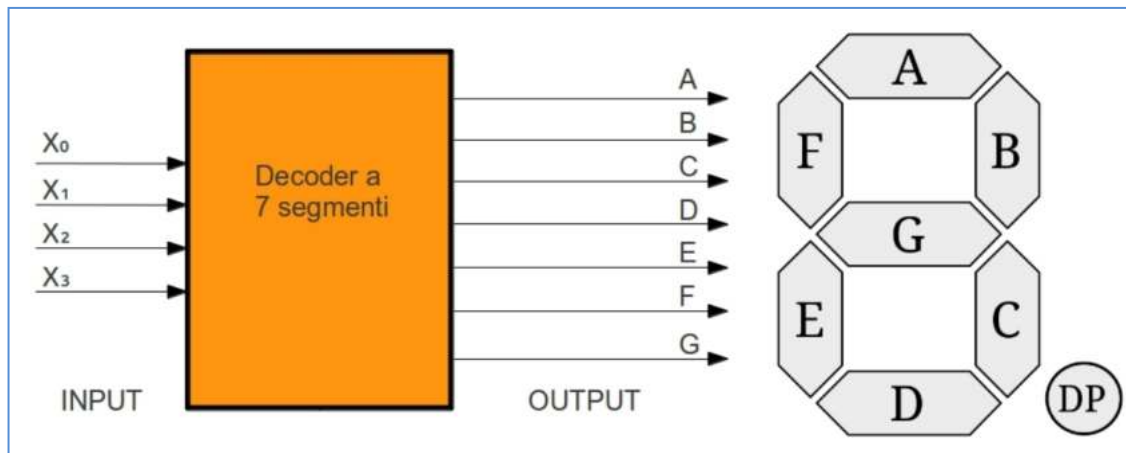 X₀
X₁
X₂
X₃
INPUT
Decoder a
7 segmenti
A
B
C
D
E
F
G
OUTPUT
A
F
B
G
E
C
D
DP